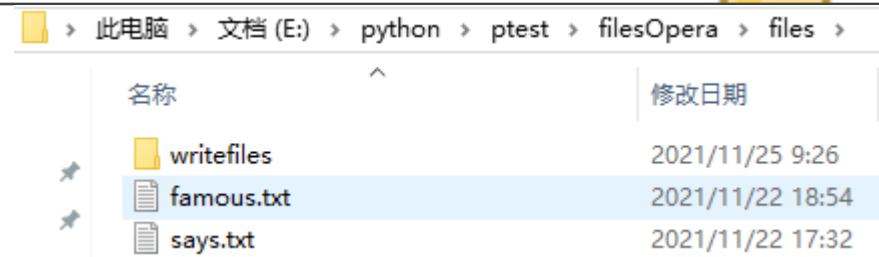 此电脑 > 文档 (E:) > python > ptest > filesOpera > files >
名称 修改日期
writefiles 2021/11/25 9:26
famous.txt 2021/11/22 18:54
says.txt 2021/11/22 17:32